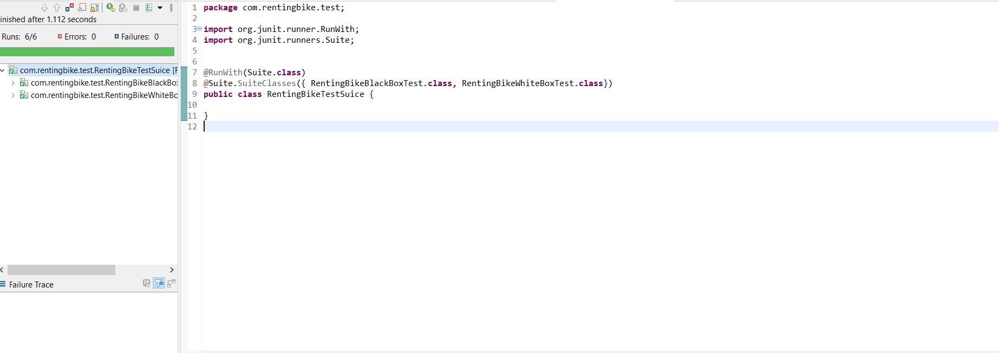 inished after 1.112 seconds
Runs: 6/6 Errors: 0 Failures: 0
com.rentingbike.test.RentingBikeTestSuice [
com.rentingbike.test.RentingBikeBlackBo
com.rentingbike.test.RentingBikeWhiteBo
Failure Trace
1 package com.rentingbike.test;
2
3 import org.junit.runner.RunWith;
4 import org.junit.runners.Suite;
5
6
7 @RunWith(Suite.class)
8 @Suite.SuiteClasses({ RentingBikeBlackBoxTest.class, RentingBikeWhiteBoxTest.class})
9 public class RentingBikeTestSuice {
10
11 }
12